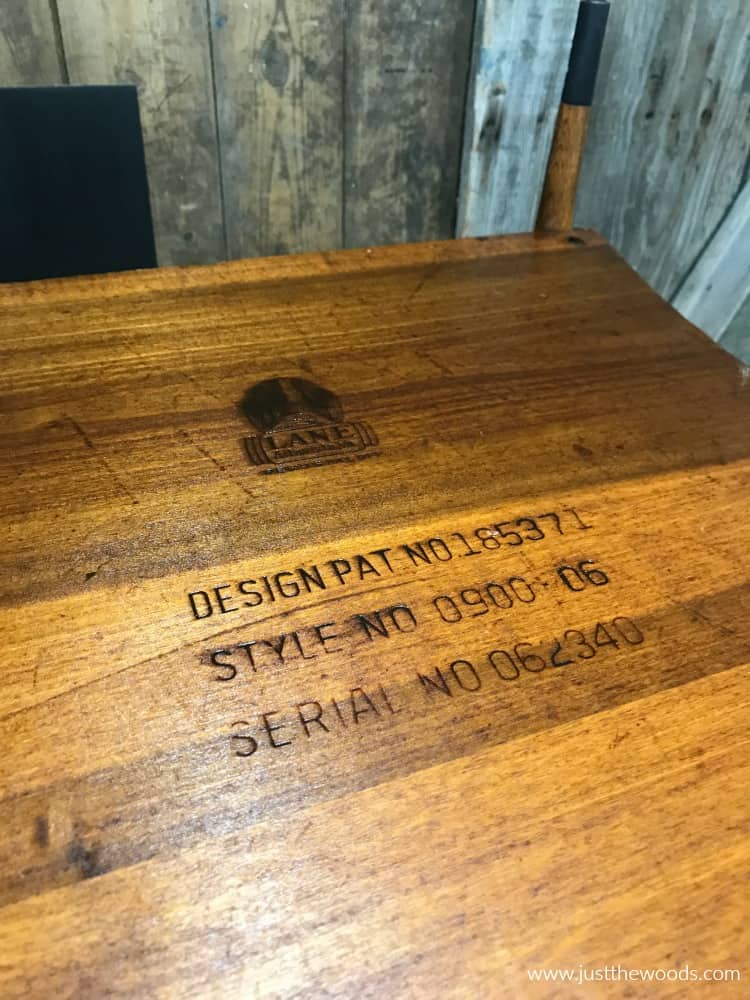 LANE
DESIGN PAT NO 185371
STYLE NO 0900-06
SERIAL NO 062340
www.justthewoods.com